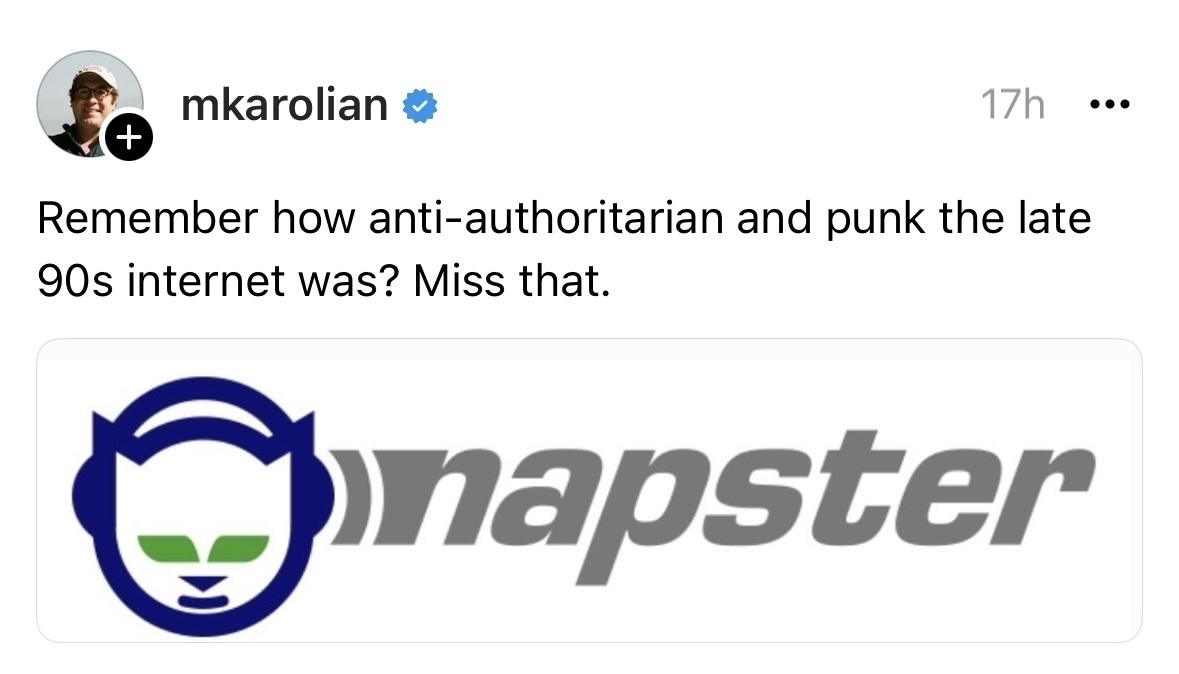 mkarolian
17h
Remember how anti-authoritarian and punk the late
90s internet was? Miss that.
napster